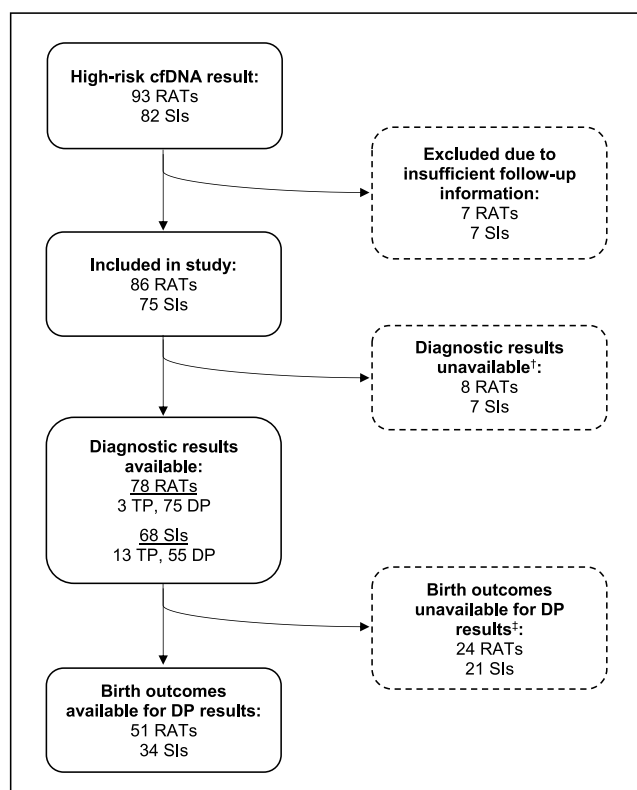 High-risk cfDNA result:
93 RATs
82 SIs
Excluded due to
insufficient follow-up
information:
7 RATs
7 SIs
Included in study:
86 RATs
75 SIs
Diagnostic results
unavailable†:
8 RATs
7 SIs
Diagnostic results
available:
78 RATs
3 TP, 75 DP
68 SIs
13 TP, 55 DP
Birth outcomes
unavailable for DP
results‡:
24 RATs
21 SIs
Birth outcomes
available for DP results:
51 RATs
34 SIs